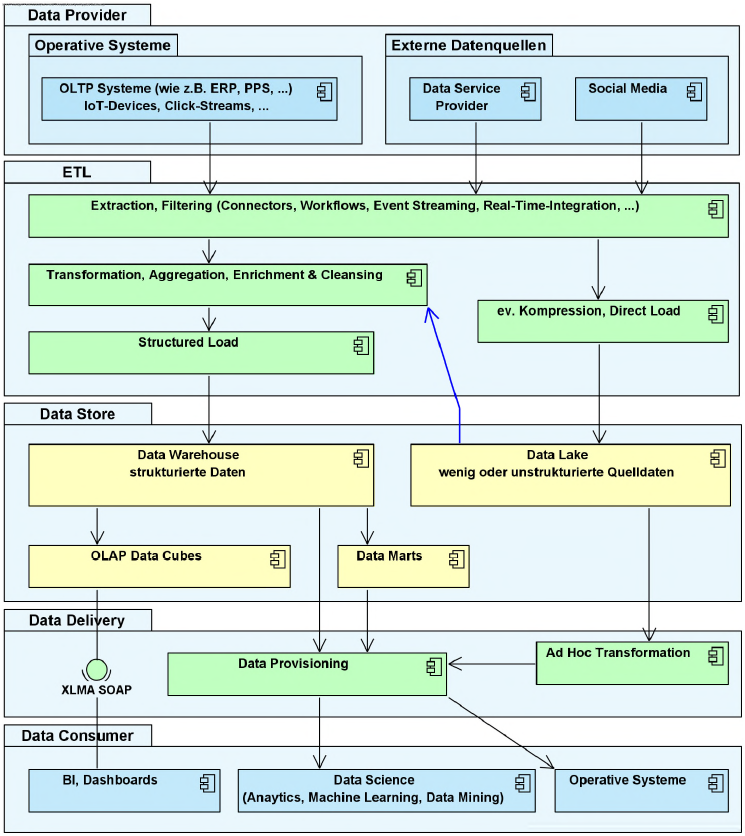 Data Provider
Operative Systeme
Externe Datenquellen
OLTP Systeme (wie z.B. ERP, PPS, ...)
IoT-Devices, Click-Streams, ...
Data Service
Provider
Social Media
ETL
Extraction, Filtering (Connectors, Workflows, Event Streaming, Real-Time-Integration, ...)
Transformation, Aggregation, Enrichment & Cleansing
ev. Kompression, Direct Load
Structured Load
Data Store
Data Warehouse
strukturierte Daten
Data Lake
wenig oder unstrukturierte Quelldaten
OLAP Data Cubes
Data Marts
Data Delivery
XLMA SOAP
Data Provisioning
Ad Hoc Transformation
Data Consumer
BI, Dashboards
Data Science
(Anaytics, Machine Learning, Data Mining)
Operative Systeme